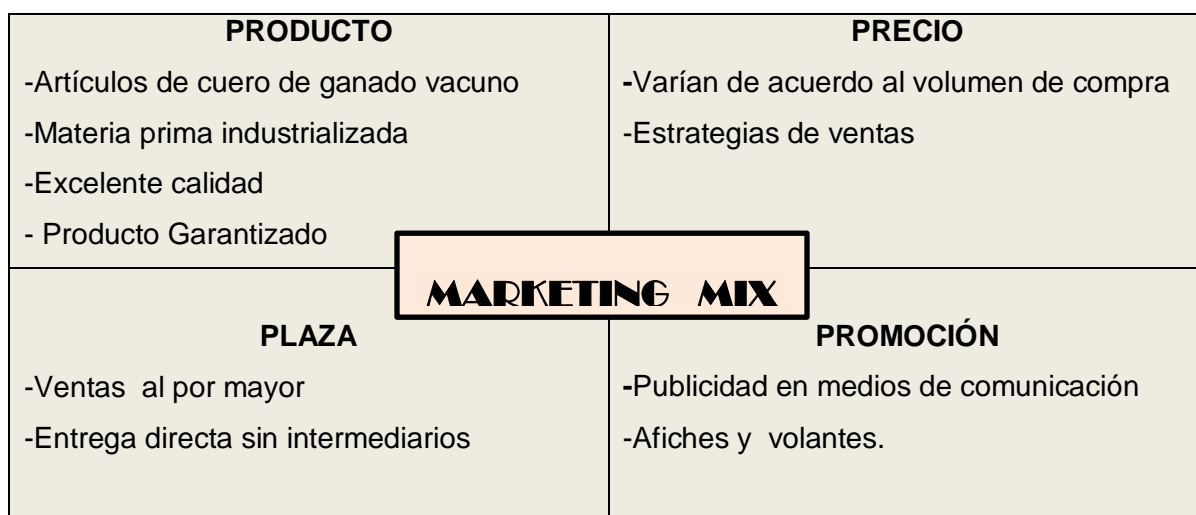 PRODUCTO
-Artículos de cuero de ganado vacuno
-Materia prima industrializada
-Excelente calidad
- Producto Garantizado
PRECIO
-Varían de acuerdo al volumen de compra
-Estrategias de ventas
MARKETING MIX
PLAZA
-Ventas al por mayor
-Entrega directa sin intermediarios
PROMOCIÓN
-Publicidad en medios de comunicación
-Afiches y volantes.